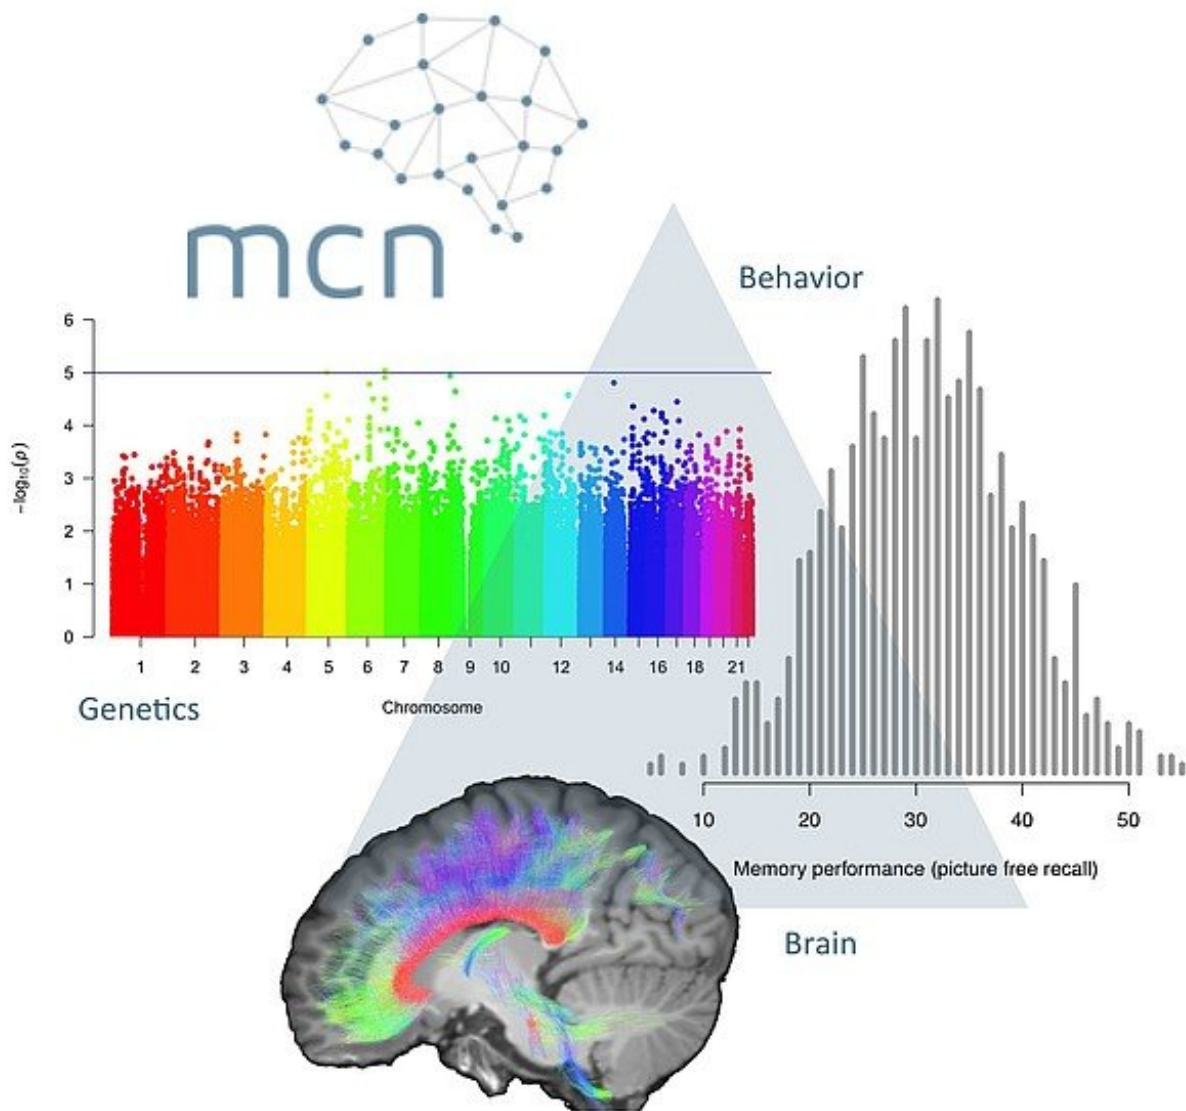 mcn
Behavior
6
5
4
3
2
1
0
-log₁₀(p)
1 2 3 4 5 6 7 8 9 10 12 14 16 18 21
Chromosome
Genetics
10 20 30 40 50
Memory performance (picture free recall)
Brain